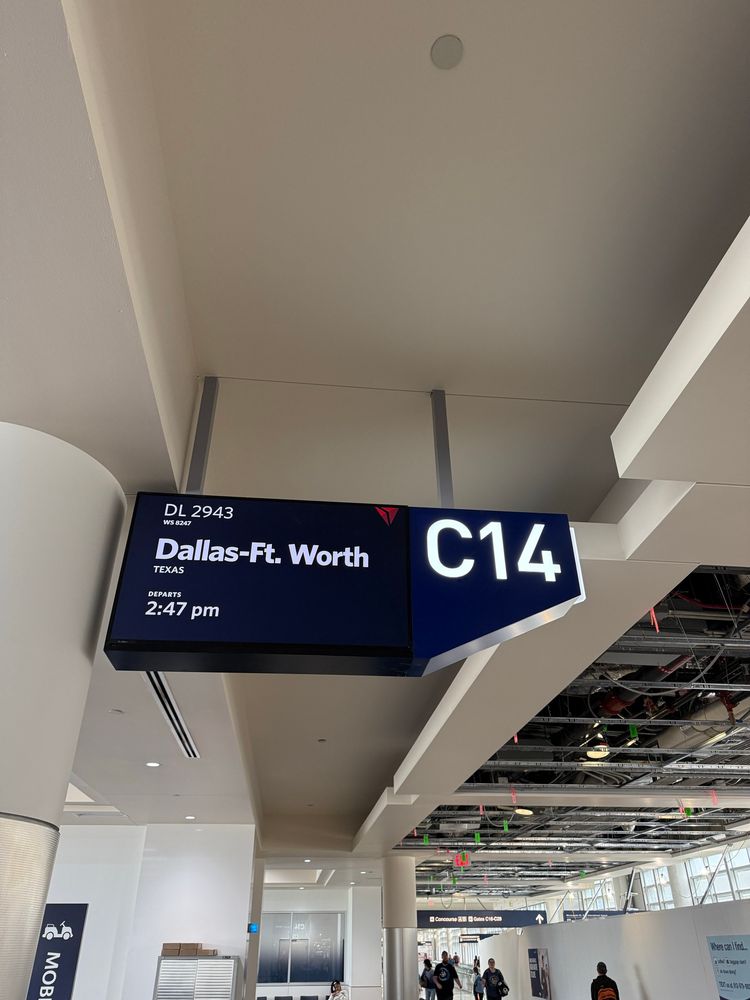 DL 2943
WS 8247
Dallas-Ft. Worth
TEXAS
DEPARTS
2:47 pm
C14
Concourse
Gates C16-C28
MOBI
Where can I find...